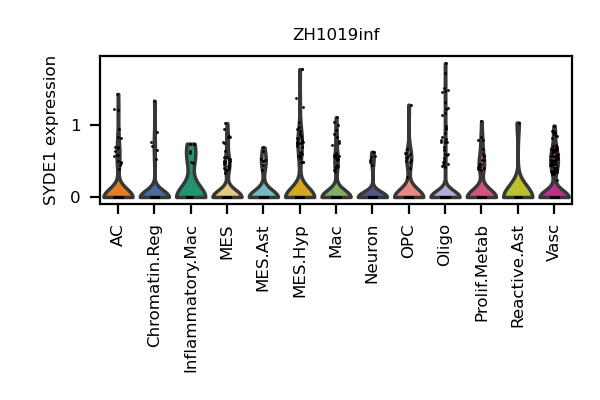 ZH1019inf
SYDE1 expression
1
0
AC
Chromatin.Reg
Inflammatory.Mac
MES
MES.Ast
MES.Hyp
Mac
Neuron
OPC
Oligo
Prolif.Metab
Reactive.Ast
Vasc